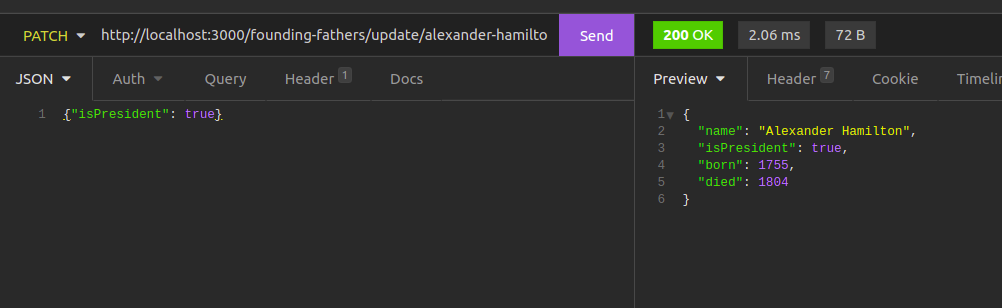 PATCH http://localhost:3000/founding-fathers/update/alexander-hamilto Send 200 OK 2.06 ms 72 B
JSON Auth Query Header 1 Docs Preview Header 7 Cookie Timelin
1 {"isPresident": true}
1 {
2 "name": "Alexander Hamilton",
3 "isPresident": true,
4 "born": 1755,
5 "died": 1804
6 }